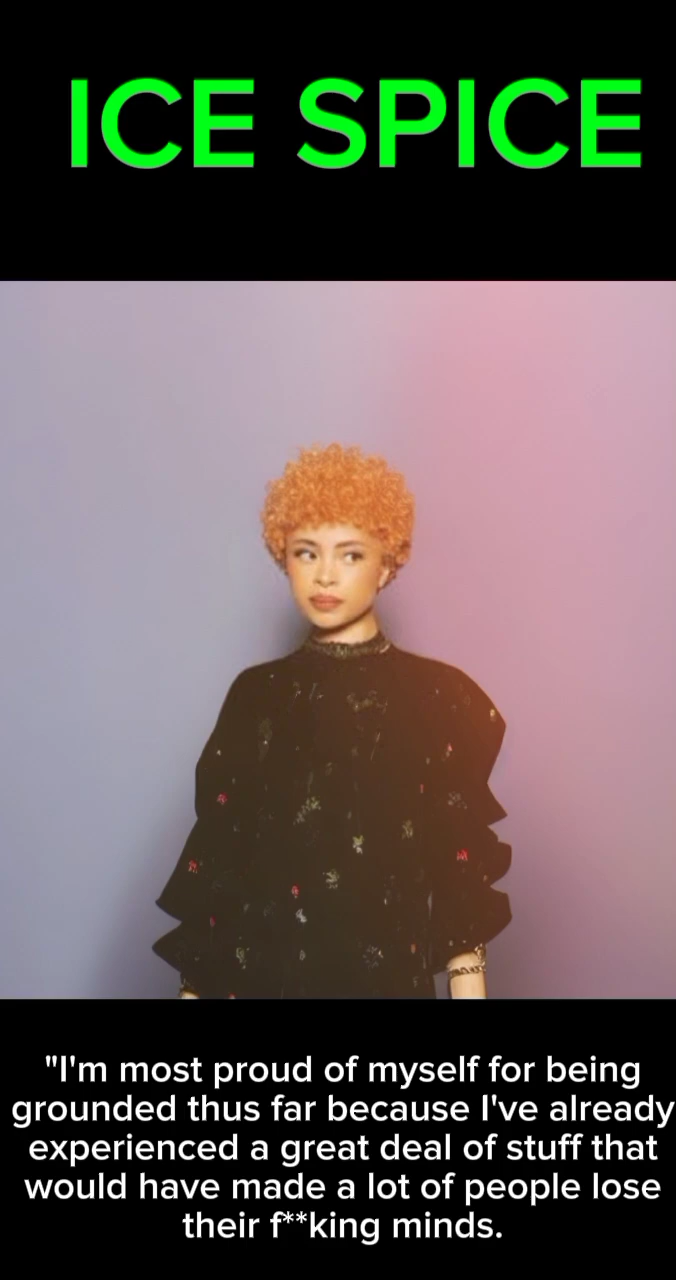 ICE SPICE
"I'm most proud of myself for being
grounded thus far because I've already
experienced a great deal of stuff that
would have made a lot of people lose
their f**king minds.